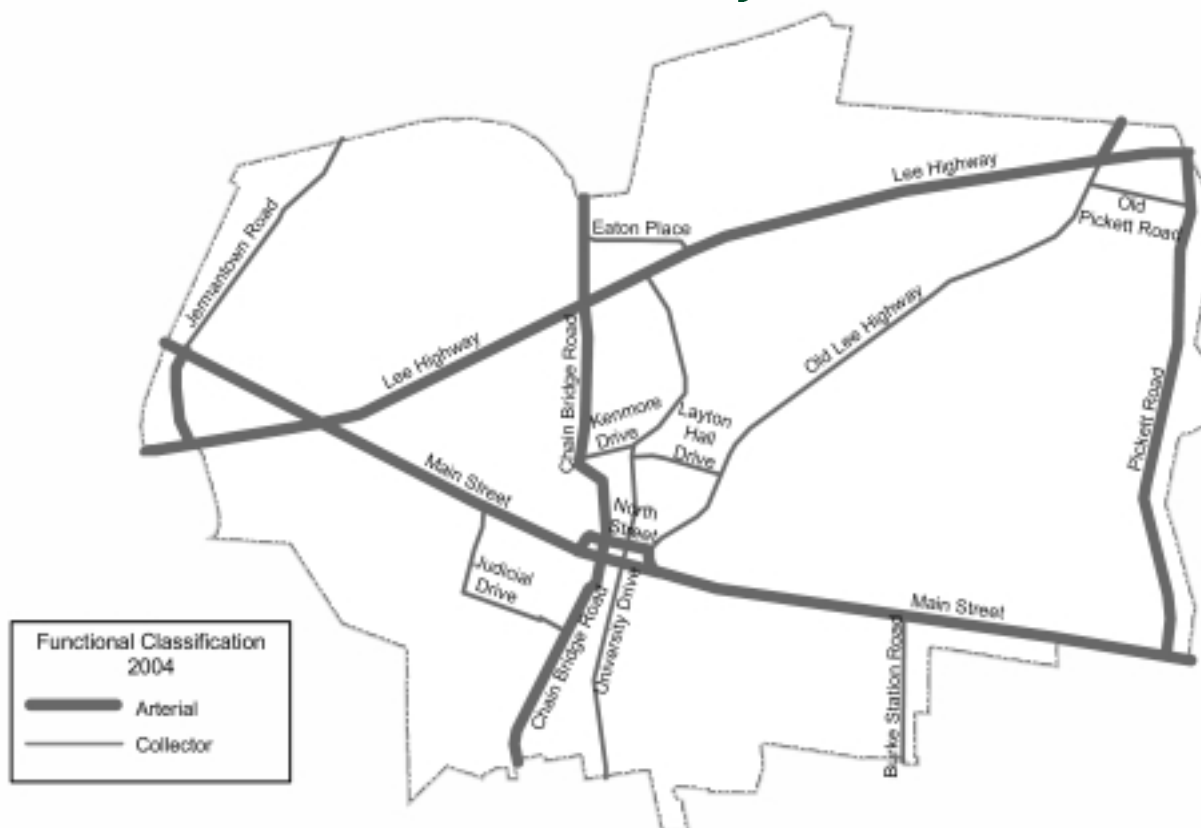 Lee Highway
Eaton Place
Old
Pickett Road
Jermantown Road
Lee Highway
Chain Bridge Road
Old Lee Highway
Kenmore
Drive
Layton
Hall
Drive
Pickett Road
Main Street
North
Street
Judicial
Drive
Main Street
Chain Bridge Road
University Drive
Burke Station Road
Functional Classification
2004
Arterial
Collector